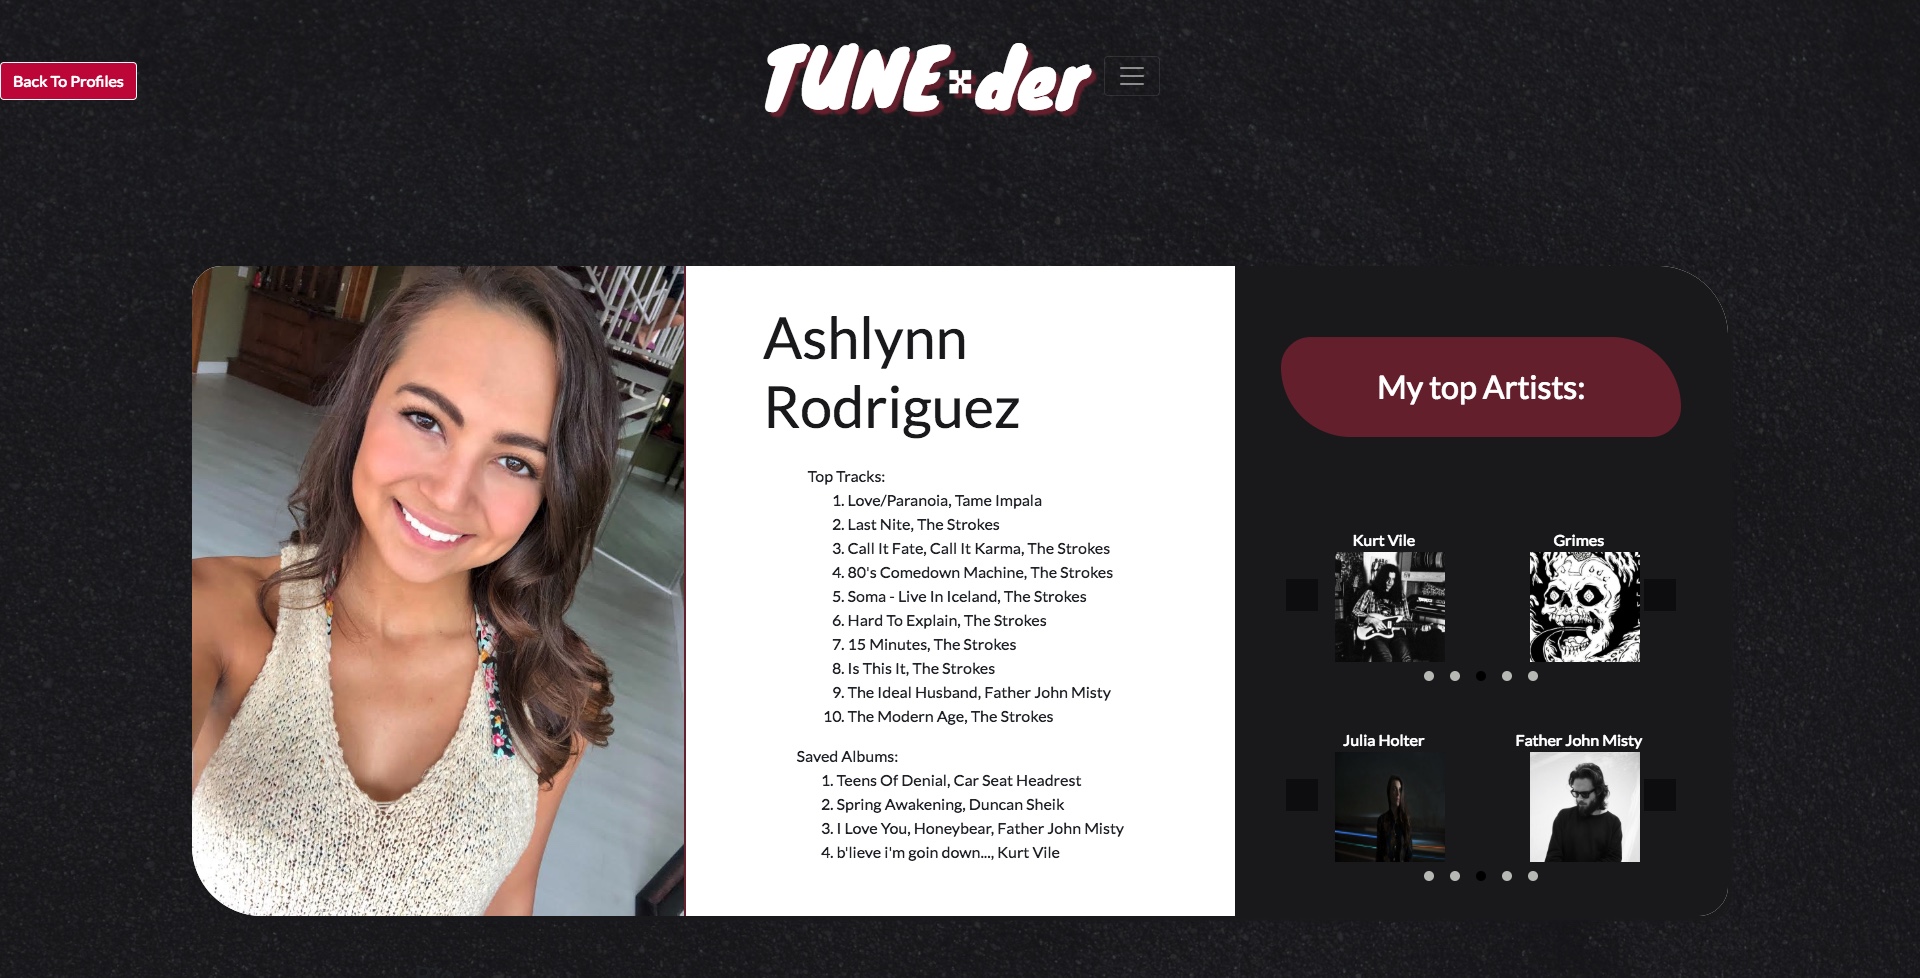 Back To Profiles
TUNE der
Ashlynn
Rodriguez
Top Tracks:
1. Love/Paranoia, Tame Impala
2. Last Nite, The Strokes
3. Call It Fate, Call It Karma, The Strokes
4. 80's Comedown Machine, The Strokes
5. Soma - Live In Iceland, The Strokes
6. Hard To Explain, The Strokes
7. 15 Minutes, The Strokes
8. Is This It, The Strokes
9. The Ideal Husband, Father John Misty
10. The Modern Age, The Strokes
Saved Albums:
1. Teens Of Denial, Car Seat Headrest
2. Spring Awakening, Duncan Sheik
3. I Love You, Honeybear, Father John Misty
4. b'lieve i'm goin down..., Kurt Vile
My top Artists:
Kurt Vile
Grimes
Julia Holter
Father John Misty